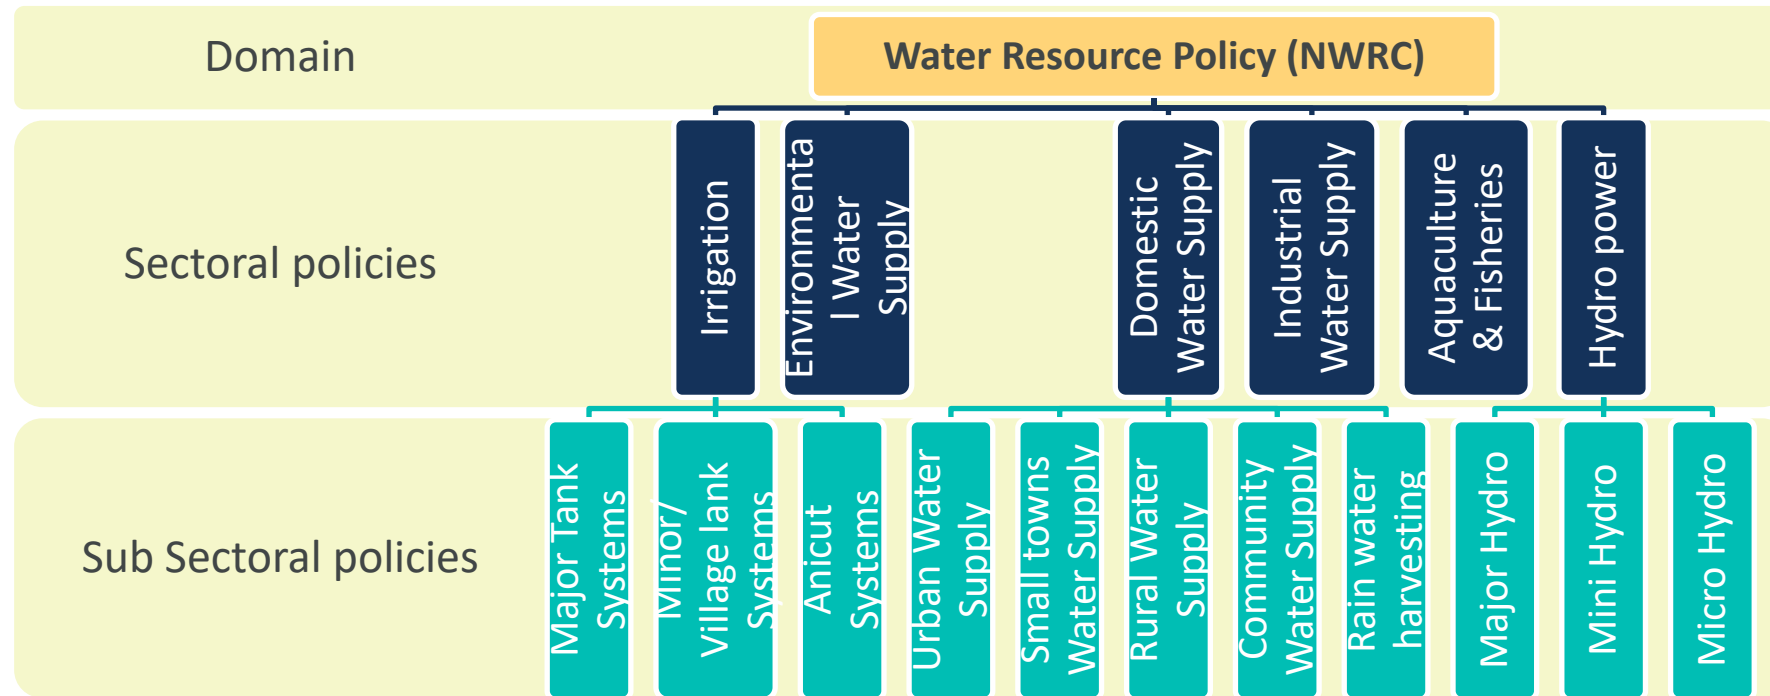 Domain
Water Resource Policy (NWRC)
Sectoral policies
Irrigation
Environmenta
l Water
Supply
Domestic
Water Supply
Industrial
Water Supply
Aquaculture
& Fisheries
Hydro power
Sub Sectoral policies
Major Tank
Systems
Minor/
Village lank
Systems
Anicut
Systems
Urban Water
Supply
Small towns
Water Supply
Rural Water
Supply
Community
Water Supply
Rain water
harvesting
Major Hydro
Mini Hydro
Micro Hydro